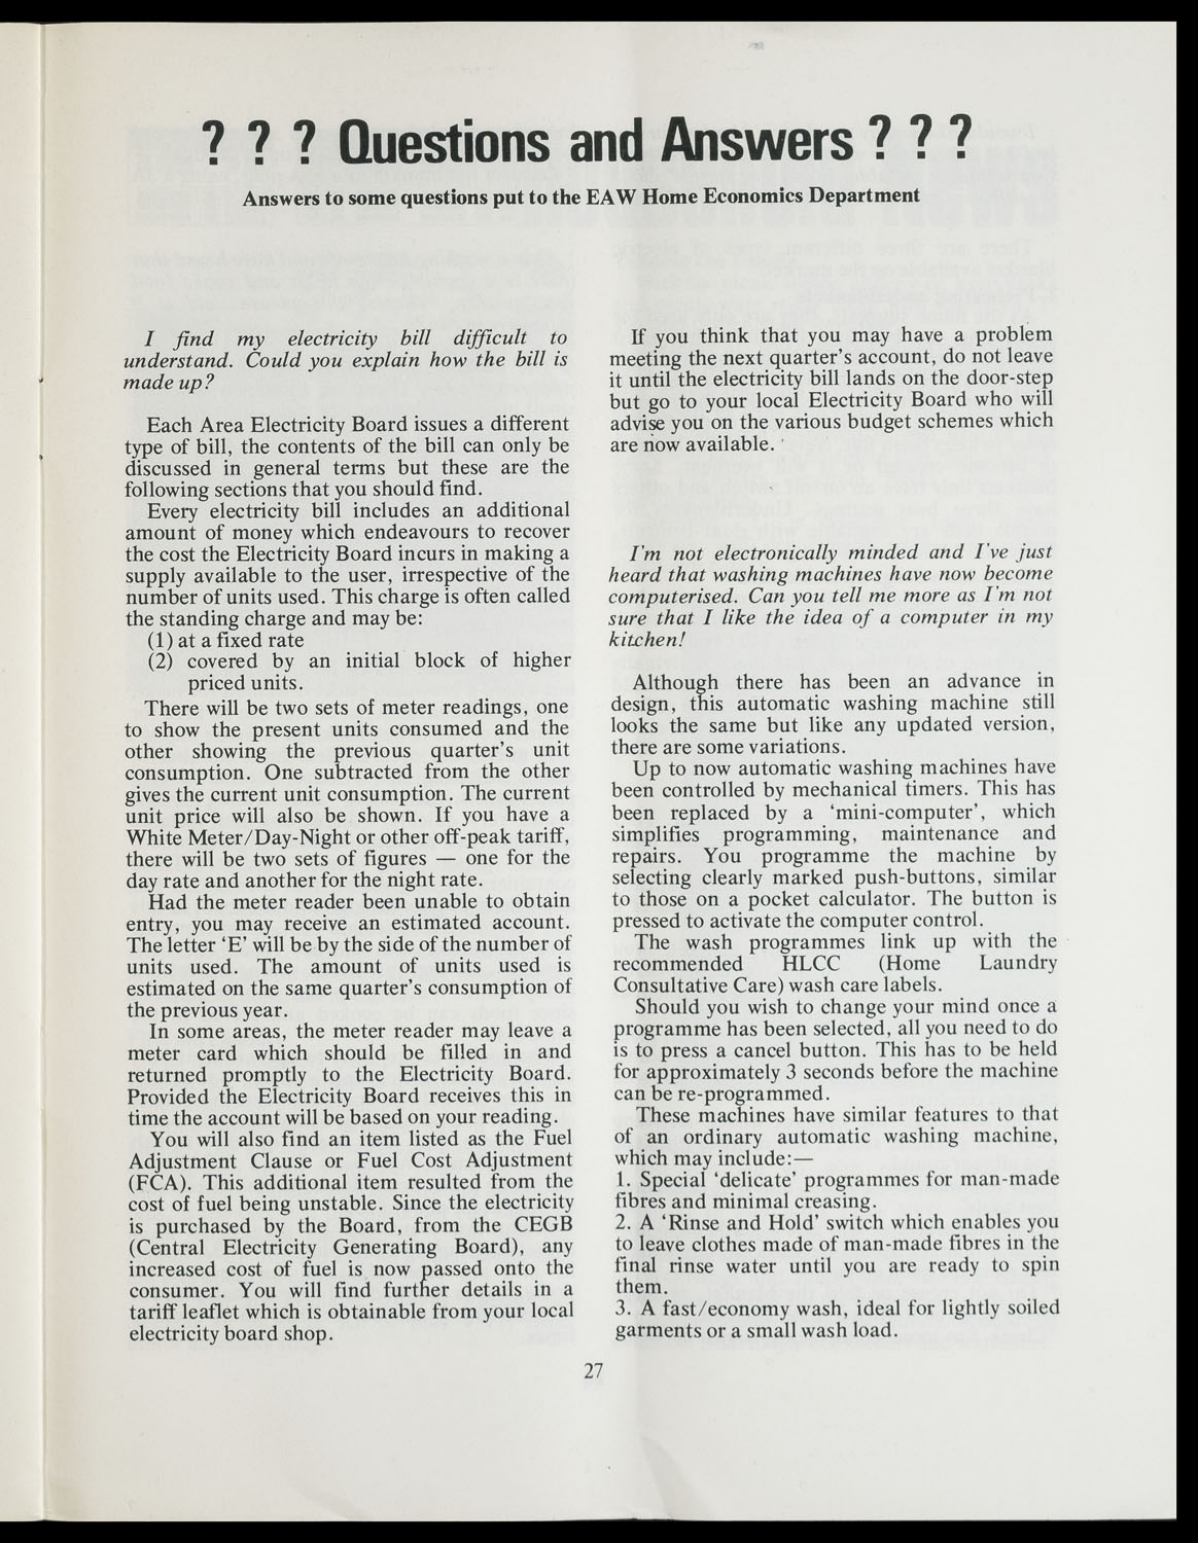 ? ? ? Questions and Answers ? ? ?
Answers to some questions put to the EAW Home Economics Department
I find my electricity bill difficult to
understand. Could you explain how the bill is
made up?
Each Area Electricity Board issues a different
type of bill, the contents of the bill can only be
discussed in general terms but these are the
following sections that you should find.
Every electricity bill includes an additional
amount of money which endeavours to recover
the cost the Electricity Board incurs in making a
supply available to the user, irrespective of the
number of units used. This charge is often called
the standing charge and may be:
(1) at a fixed rate
(2) covered by an initial block of higher
priced units.
There will be two sets of meter readings, one
to show the present units consumed and the
other showing the previous quarter's unit
consumption. One subtracted from the other
gives the current unit consumption. The current
unit price will also be shown. If you have a
White Meter/Day-Night or other off-peak tariff,
there will be two sets of figures — one for the
day rate and another for the night rate.
Had the meter reader been unable to obtain
entry, you may receive an estimated account.
The letter 'E' will be by the side of the number of
units used. The amount of units used is
estimated on the same quarter's consumption of
the previous year.
In some areas, the meter reader may leave a
meter card which should be filled in and
returned promptly to the Electricity Board.
Provided the Electricity Board receives this in
time the account will be based on your reading.
You will also find an item listed as the Fuel
Adjustment Clause or Fuel Cost Adjustment
(FCA). This additional item resulted from the
cost of fuel being unstable. Since the electricity
is purchased by the Board, from the CEGB
(Central Electricity Generating Board), any
increased cost of fuel is now passed onto the
consumer. You will find further details in a
tariff leaflet which is obtainable from your local
electricity board shop.
If you think that you may have a problem
meeting the next quarter's account, do not leave
it until the electricity bill lands on the door-step
but go to your local Electricity Board who will
advise you on the various budget schemes which
are now available.
I'm not electronically minded and I've just
heard that washing machines have now become
computerised. Can you tell me more as I'm not
sure that I like the idea of a computer in my
kitchen!
Although there has been an advance in
design, this automatic washing machine still
looks the same but like any updated version,
there are some variations.
Up to now automatic washing machines have
been controlled by mechanical timers. This has
been replaced by a 'mini-computer', which
simplifies programming, maintenance and
repairs. You programme the machine by
selecting clearly marked push-buttons, similar
to those on a pocket calculator. The button is
pressed to activate the computer control.
The wash programmes link up with the
recommended HLCC (Home Laundry
Consultative Care) wash care labels.
Should you wish to change your mind once a
programme has been selected, all you need to do
is to press a cancel button. This has to be held
for approximately 3 seconds before the machine
can be re-programmed.
These machines have similar features to that
of an ordinary automatic washing machine,
which may include:—
1. Special 'delicate' programmes for man-made
fibres and minimal creasing.
2. A 'Rinse and Hold' switch which enables you
to leave clothes made of man-made fibres in the
final rinse water until you are ready to spin
them.
3. A fast/economy wash, ideal for lightly soiled
garments or a small wash load.
27